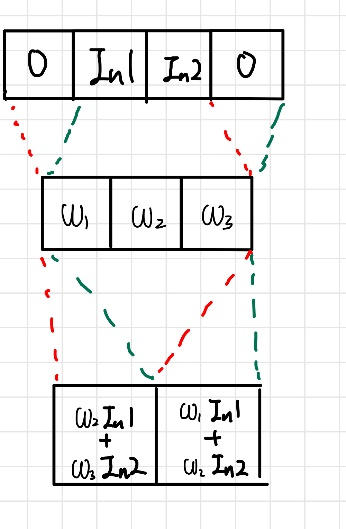 0 In1 In2 0
ω₁ ω₂ ω₃
ω₂ In1 ω₁ In1
+ +
ω₃ In2 ω₂ In2